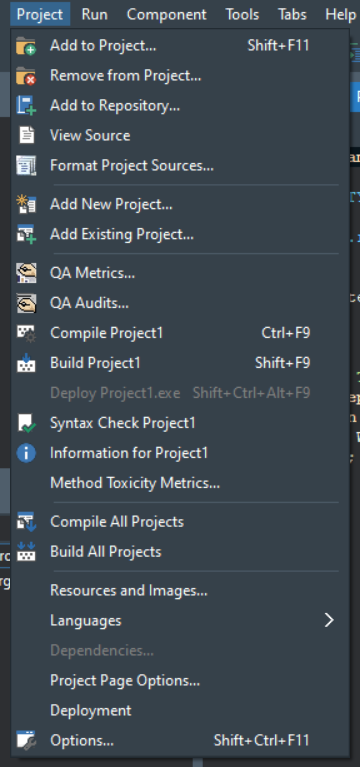 Project Run Component Tools Tabs Help
Add to Project... Shift+F11
Remove from Project...
Add to Repository...
View Source
Format Project Sources...
Add New Project...
Add Existing Project...
QA Metrics...
QA Audits...
Compile Project1 Ctrl+F9
Build Project1 Shift+F9
Deploy Project1.exe Shift+Ctrl+Alt+F9
Syntax Check Project1
Information for Project1
Method Toxicity Metrics...
Compile All Projects
Build All Projects
Resources and Images...
Languages
Dependencies...
Project Page Options...
Deployment
Options... Shift+Ctrl+F11